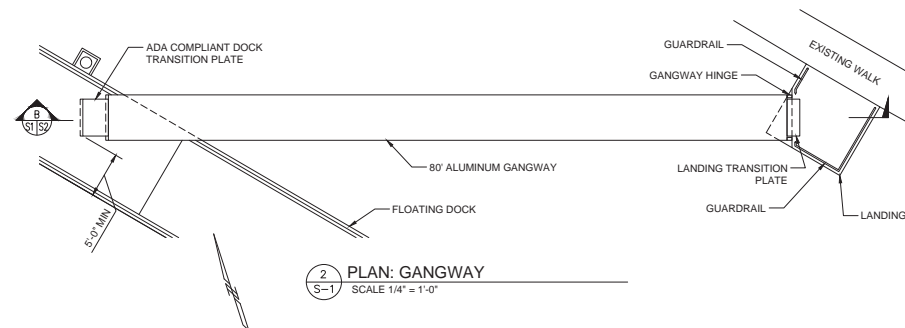 ADA COMPLIANT DOCK
TRANSITION PLATE
GUARDRAIL
EXISTING WALK
GANGWAY HINGE
B
S1 S2
80' ALUMINUM GANGWAY
LANDING TRANSITION
PLATE
5'-0" MIN
FLOATING DOCK
GUARDRAIL
LANDING
N
2
S-1
PLAN: GANGWAY
SCALE 1/4" = 1'-0"